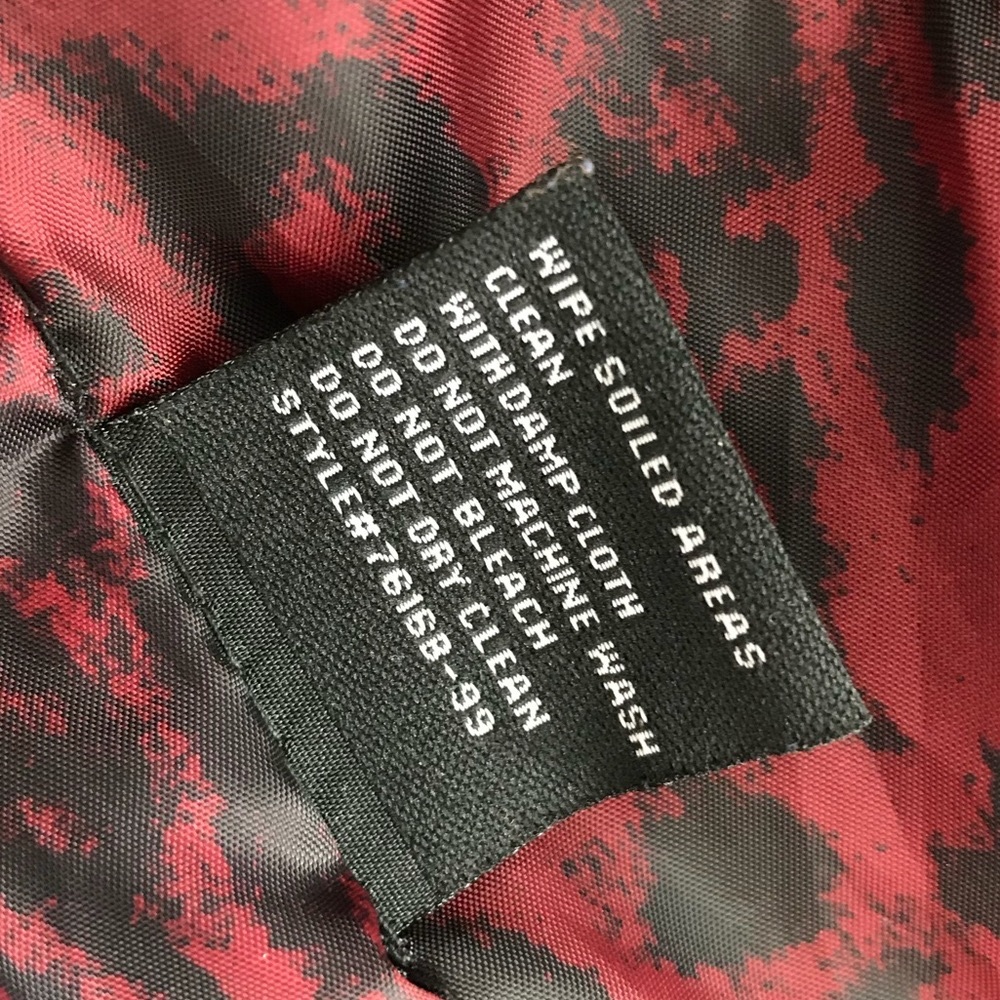 WIPE SOILED AREAS
CLEAN
WITH DAMP CLOTH
DO NOT MACHINE WASH
DO NOT BLEACH
DO NOT DRY CLEAN
STYLE#7616B-99